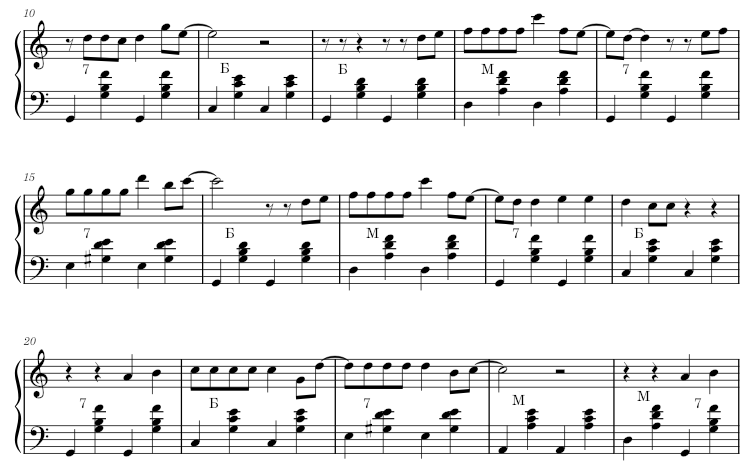 10
7 Б Б М 7
15
7 Б М 7 Б
20
7 Б 7 М М 7